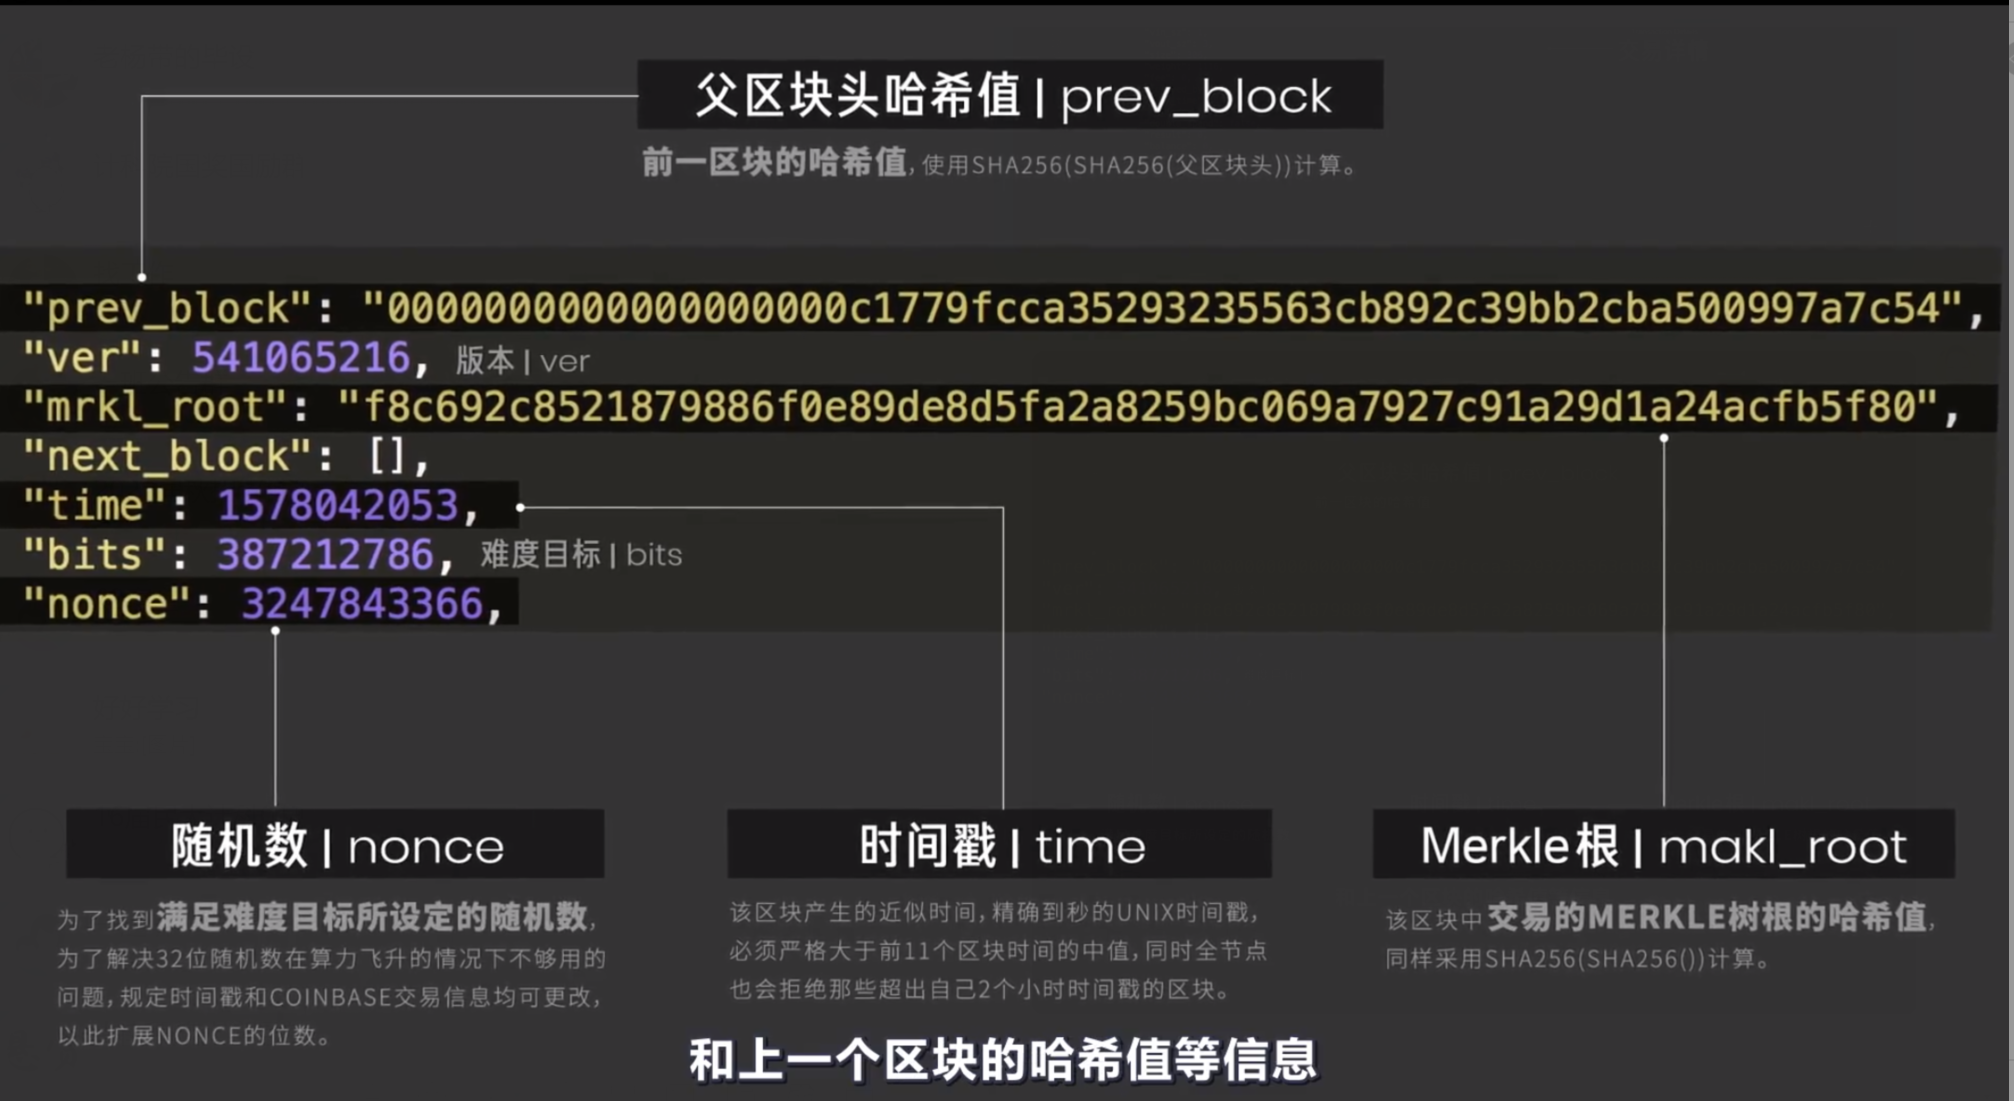 父区块头哈希值 | prev_block
前一区块的哈希值,使用SHA256(SHA256(父区块头))计算。
"prev_block": "0000000000000000000c1779fcca35293235563cb892c39bb2cba500997a7c54",
"ver": 541065216, 版本 | ver
"mrkl_root": "f8c692c8521879886f0e89de8d5fa2a8259bc069a7927c91a29d1a24acfb5f80",
"next_block": [],
"time": 1578042053,
"bits": 387212786, 难度目标 | bits
"nonce": 3247843366,
随机数 | nonce
为了找到满足难度目标所设定的随机数,
为了解决32位随机数在算力飞升的情况下不够用的
问题,规定时间戳和COINBASE交易信息均可更改,
以此扩展NONCE的位数。
时间戳 | time
该区块产生的近似时间,精确到秒的UNIX时间戳,
必须严格大于前11个区块时间的中值,同时全节点
也会拒绝那些超出自己2个小时时间戳的区块。
Merkle根 | makl_root
该区块中 交易的MERKLE树根的哈希值,
同样采用SHA256(SHA256())计算。
和上一个区块的哈希值等信息